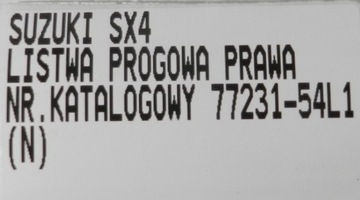 SUZUKI SX4
LISTWA PROGOWA PRAWA
NR.KATALOGOWY 77231-54L1
(N)